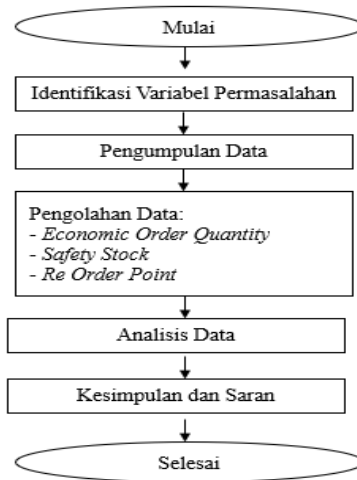 Mulai
Identifikasi Variabel Permasalahan
Pengumpulan Data
Pengolahan Data:
- Economic Order Quantity
- Safety Stock
- Re Order Point
Analisis Data
Kesimpulan dan Saran
Selesai